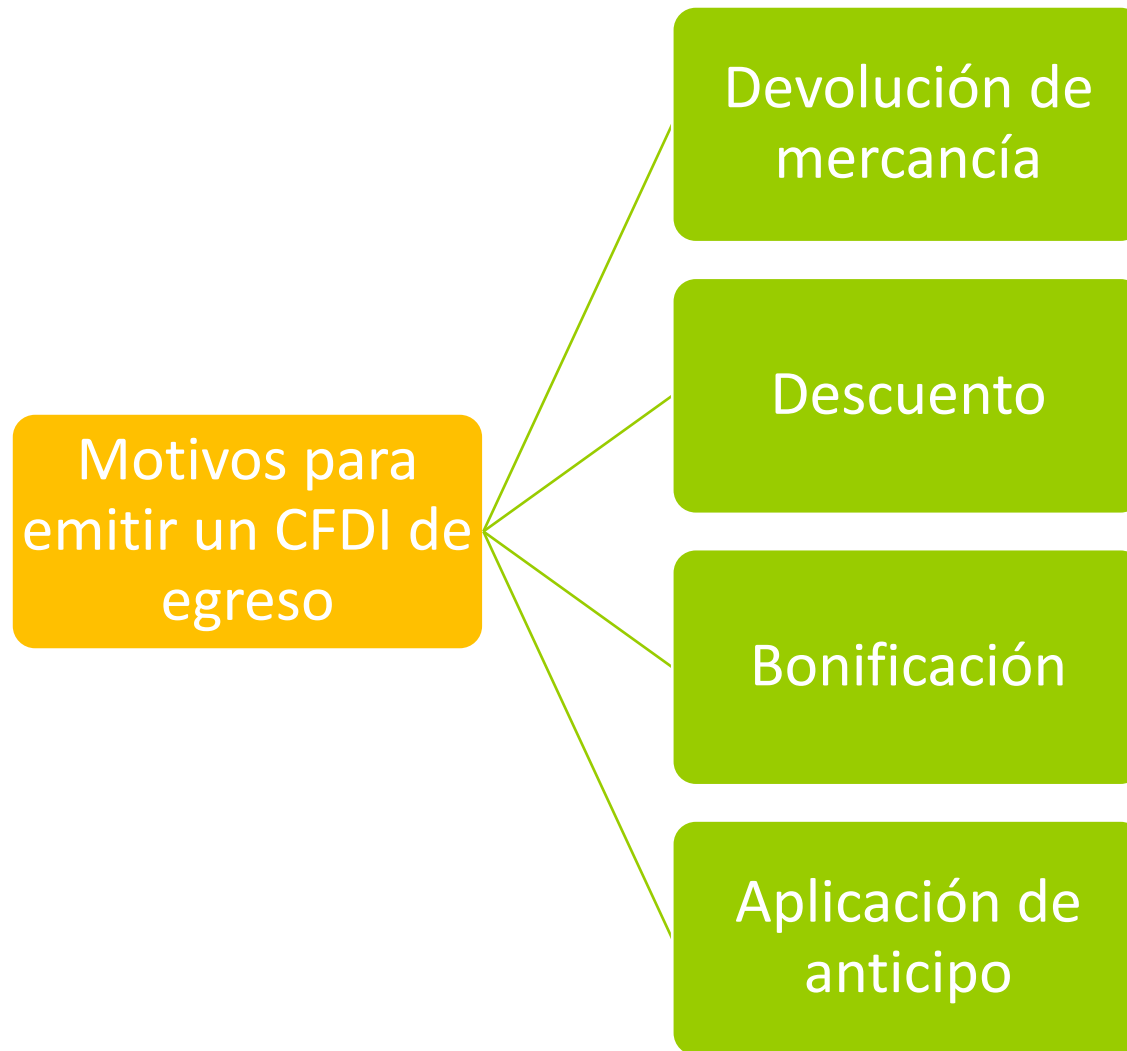 Devolución de
mercancía
Descuento
Motivos para
emitir un CFDI de
egreso
Bonificación
Aplicación de
anticipo